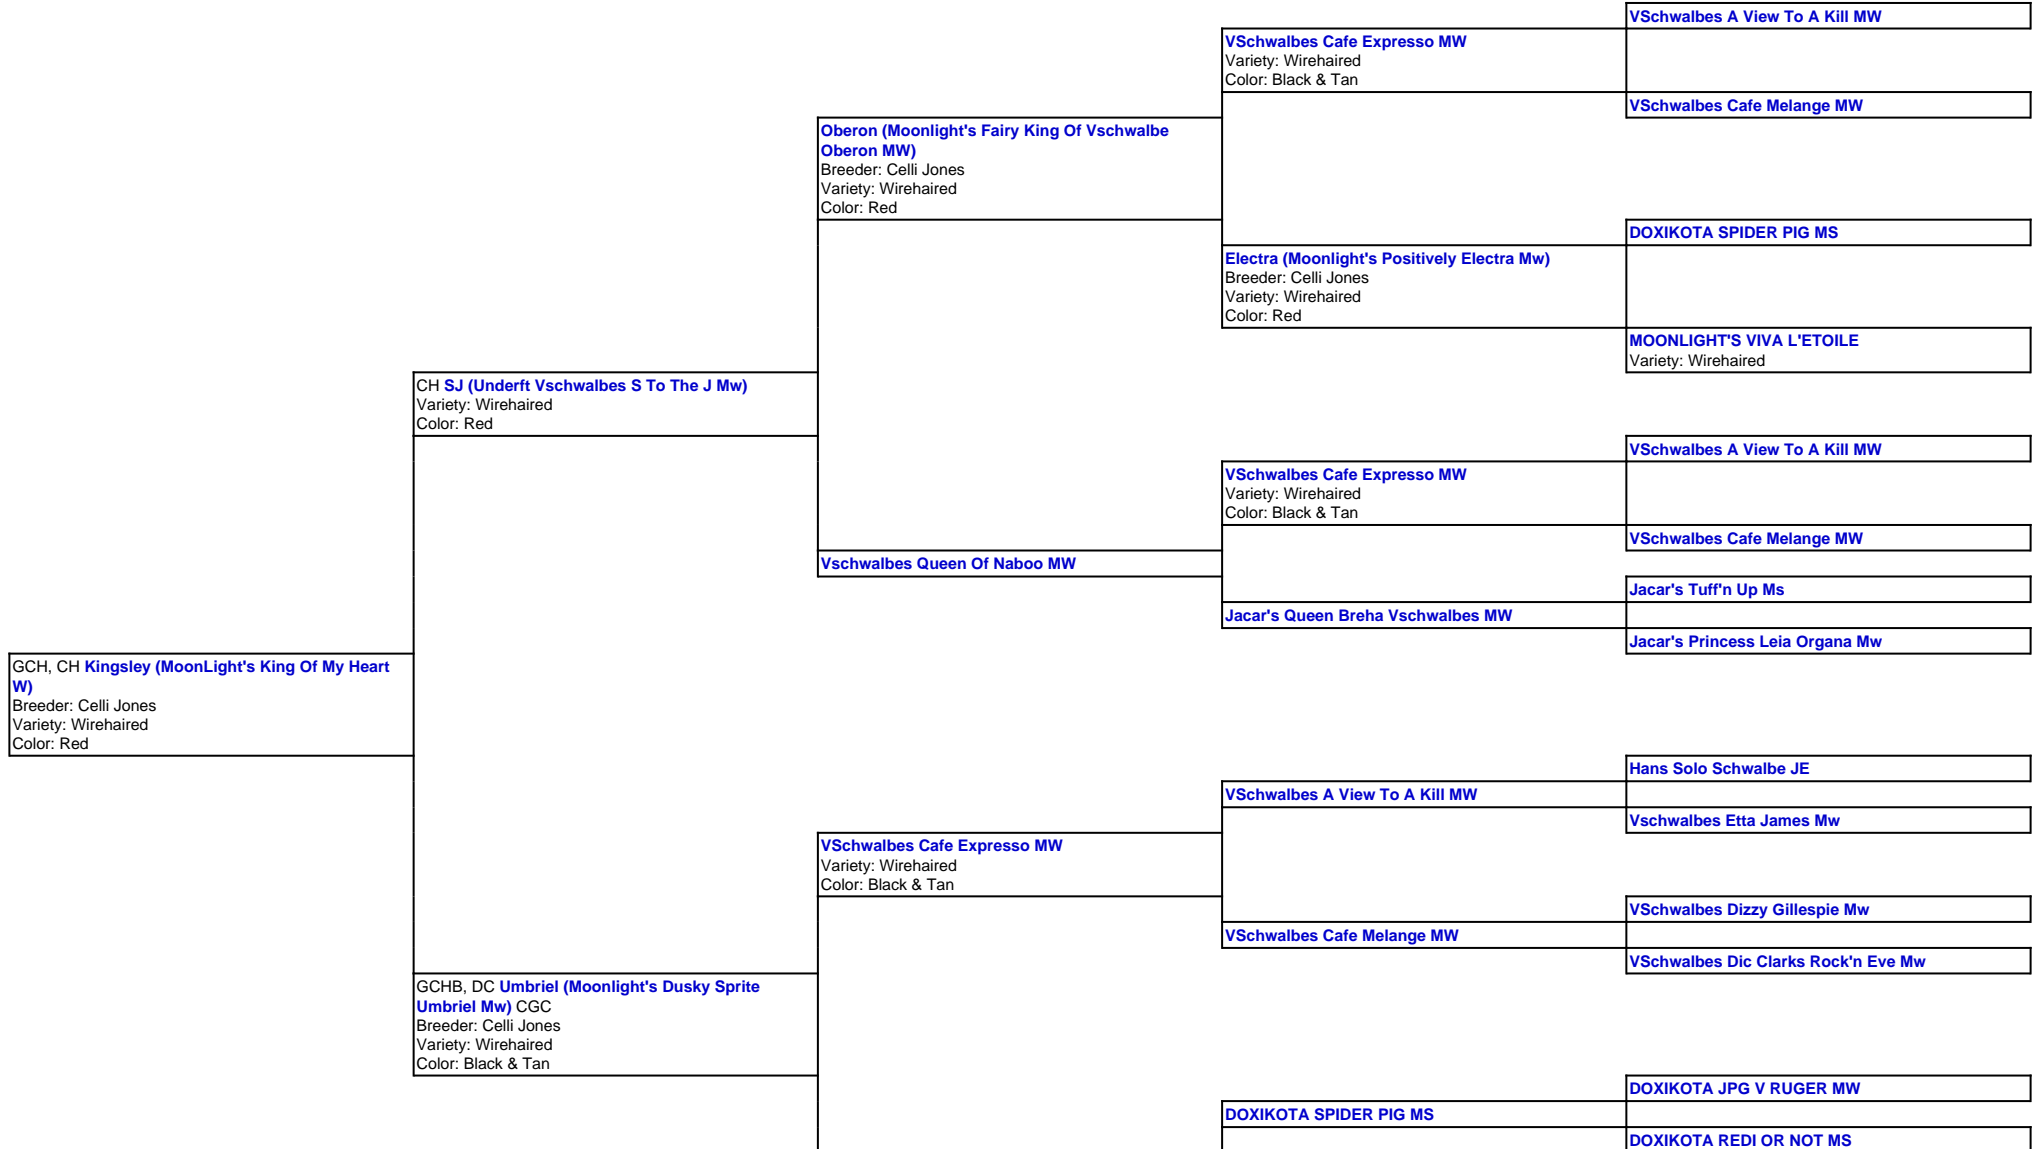 VSchwalbes A View To A Kill MW
VSchwalbes Cafe Expresso MW
Variety: Wirehaired
Color: Black & Tan
VSchwalbes Cafe Melange MW
Oberon (Moonlight's Fairy King Of Vschwalbe
Oberon MW)
Breeder: Celli Jones
Variety: Wirehaired
Color: Red
DOXIKOTA SPIDER PIG MS
Electra (Moonlight's Positively Electra Mw)
Breeder: Celli Jones
Variety: Wirehaired
Color: Red
MOONLIGHT'S VIVA L'ETOILE
Variety: Wirehaired
CH SJ (Underft Vschwalbes S To The J Mw)
Variety: Wirehaired
Color: Red
VSchwalbes A View To A Kill MW
VSchwalbes Cafe Expresso MW
Variety: Wirehaired
Color: Black & Tan
VSchwalbes Cafe Melange MW
Vschwalbes Queen Of Naboo MW
Jacar's Tuff'n Up Ms
Jacar's Queen Breha Vschwalbes MW
Jacar's Princess Leia Organa Mw
GCH, CH Kingsley (MoonLight's King Of My Heart
W)
Breeder: Celli Jones
Variety: Wirehaired
Color: Red
Hans Solo Schwalbe JE
VSchwalbes A View To A Kill MW
Vschwalbes Etta James Mw
VSchwalbes Cafe Expresso MW
Variety: Wirehaired
Color: Black & Tan
VSchwalbes Dizzy Gillespie Mw
VSchwalbes Cafe Melange MW
VSchwalbes Dic Clarks Rock'n Eve Mw
GCHB, DC Umbriel (Moonlight's Dusky Sprite
Umbriel Mw) CGC
Breeder: Celli Jones
Variety: Wirehaired
Color: Black & Tan
DOXIKOTA JPG V RUGER MW
DOXIKOTA SPIDER PIG MS
DOXIKOTA REDI OR NOT MS